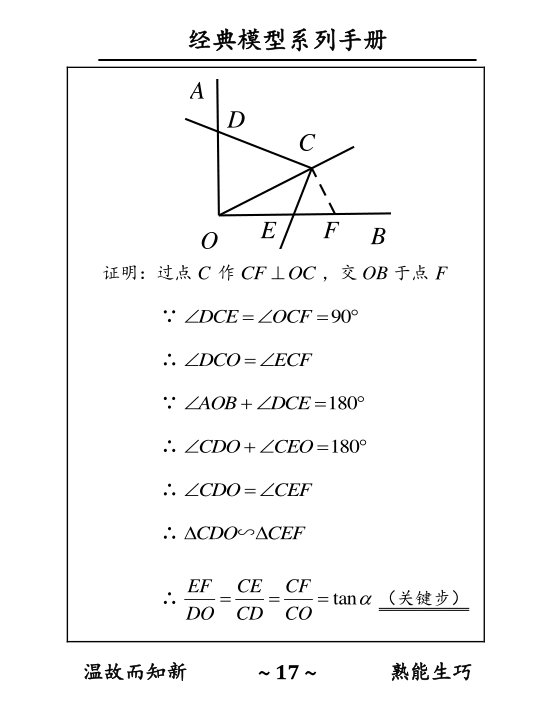 经典模型系列手册
A
D
C
O
E
F
B
证明：过点 C 作 CF⊥OC ，交 OB 于点 F
∵ ∠DCE=∠OCF=90°
∴ ∠DCO=∠ECF
∵ ∠AOB+∠DCE=180°
∴ ∠CDO+∠CEO=180°
∴ ∠CDO=∠CEF
∴ ΔCDO∽ΔCEF
∴ EF/DO=CE/CD=CF/CO=tanα （关键步）
温故而知新 ~ 17 ~ 熟能生巧